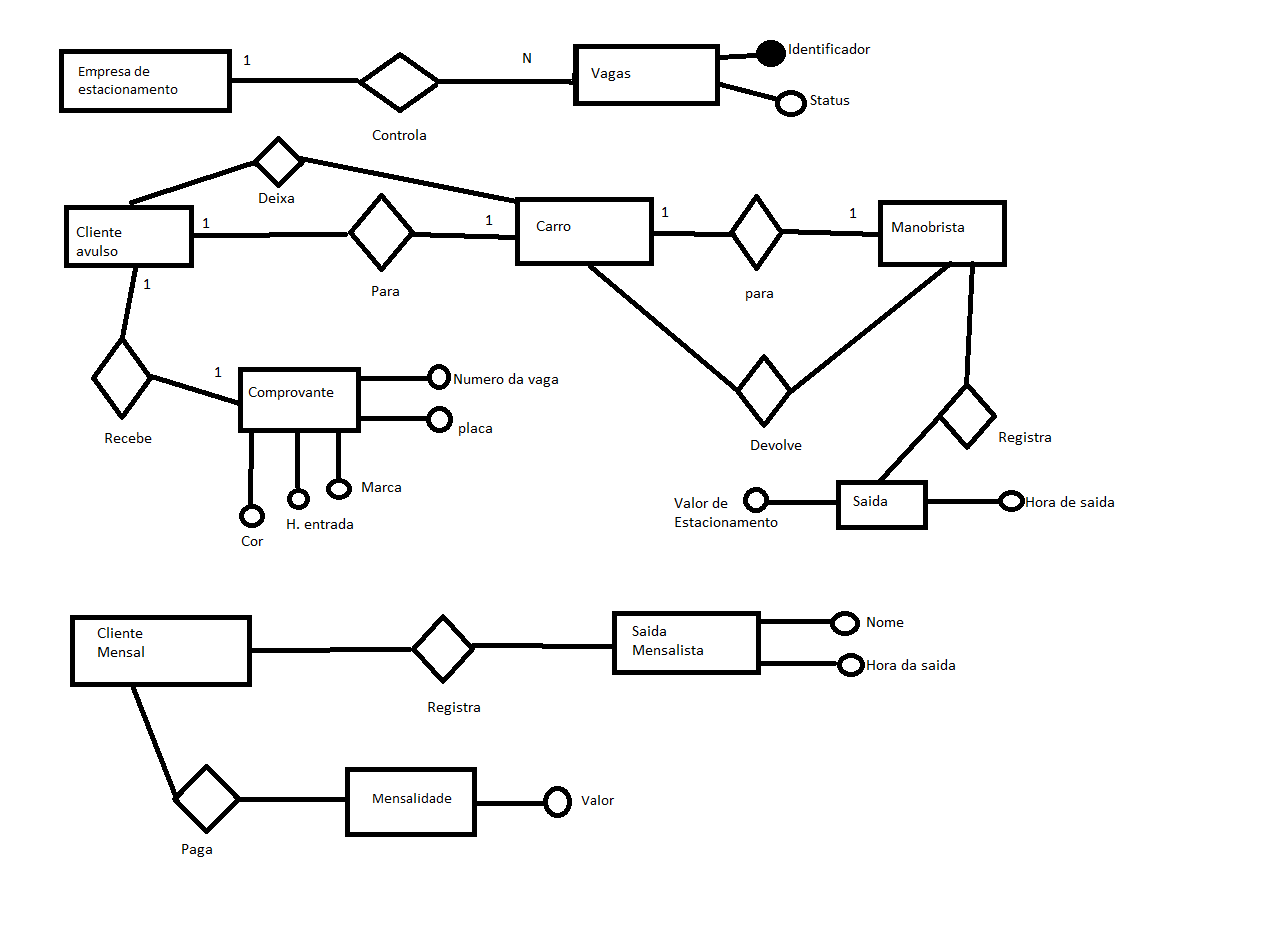 Empresa de
estacionamento
1
N
Vagas
Identificador
Status
Controla
Deixa
Cliente
avulso
1
Para
1
Carro
1
para
1
Manobrista
1
Recebe
1
Comprovante
Numero da vaga
placa
Marca
H. entrada
Cor
Devolve
Registra
Valor de
Estacionamento
Saida
Hora de saida
Cliente
Mensal
Registra
Saida
Mensalista
Nome
Hora da saida
Paga
Mensalidade
Valor